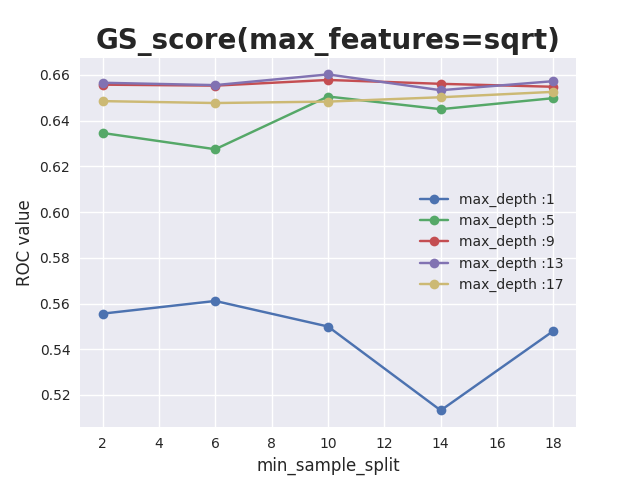 GS_score(max_features=sqrt)
0.66
0.64
0.62
0.60
0.58
0.56
0.54
0.52
ROC value
max_depth :1
max_depth :5
max_depth :9
max_depth :13
max_depth :17
2 4 6 8 10 12 14 16 18
min_sample_split